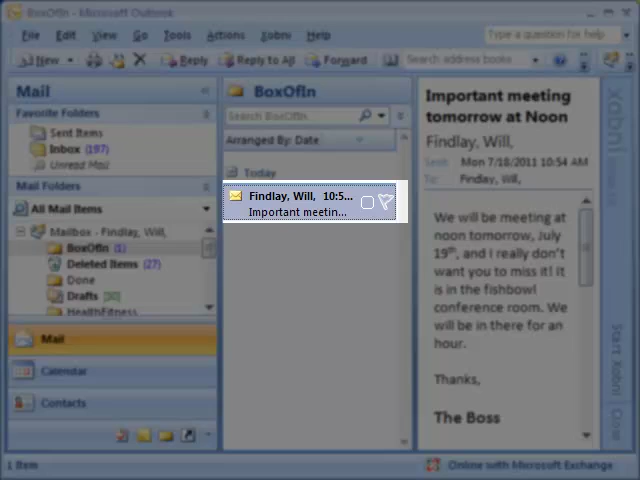 BoxOfIn - Microsoft Outlook
File Edit View Go Tools Actions Xobni Help
Type a question for help
New Reply Reply to All Forward Search address books
Mail
Favorite Folders
Sent Items
Inbox (197)
Unread Mail
Mail Folders
All Mail Items
Mailbox - Findlay, Will,
BoxOfIn (1)
Deleted Items (27)
Done
Drafts [30]
HealthFitness
Mail
Calendar
Contacts
BoxOfIn
Search BoxOfIn
Arranged By: Date
Today
Findlay, Will, 10:5...
Important meetin...
Important meeting
tomorrow at Noon
Findlay, Will,
Sent: Mon 7/18/2011 10:54 AM
To: Findlay, Will,
We will be meeting at
noon tomorrow, July
19th, and I really don't
want you to miss it! It
is in the fishbowl
conference room. We
will be in there for an
hour.
Thanks,
The Boss
xobni
Start Xobni
1 Item
Online with Microsoft Exchange